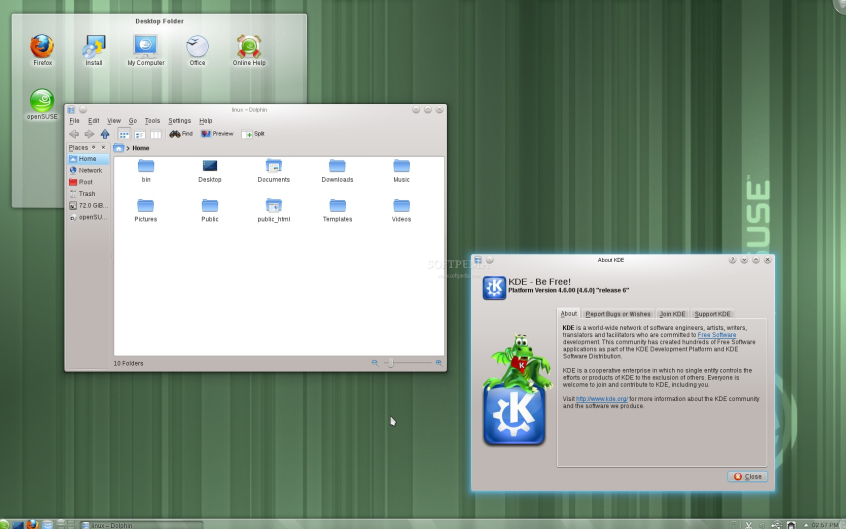 Desktop Folder
Firefox
Install
My Computer
Office
Online Help
openSUSE
linux – Dolphin
File Edit View Go Tools Settings Help
Find Preview Split
Places
Home
Home
Network
Root
Trash
72.0 GiB...
openSU...
bin
Desktop
Documents
Downloads
Music
Pictures
Public
public_html
Templates
Videos
10 Folders
SOFTPEDIA
USE
About KDE
KDE - Be Free!
Platform Version 4.6.00 (4.6.0) "release 6"
About Report Bugs or Wishes Join KDE Support KDE
KDE is a world-wide network of software engineers, artists, writers,
translators and facilitators who are committed to Free Software
development. This community has created hundreds of Free Software
applications as part of the KDE Development Platform and KDE
Software Distribution.
KDE is a cooperative enterprise in which no single entity controls the
efforts or products of KDE to the exclusion of others. Everyone is
welcome to join and contribute to KDE, including you.
Visit http://www.kde.org/ for more information about the KDE community
and the software we produce.
Close
linux – Dolphin
02:57 PM